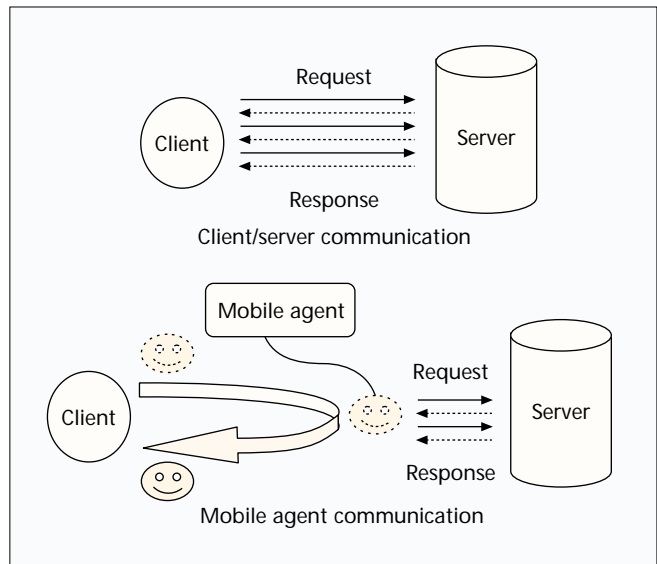 Request
Client
Server
Response
Client/server communication
Mobile agent
Request
Client
Server
Response
Mobile agent communication